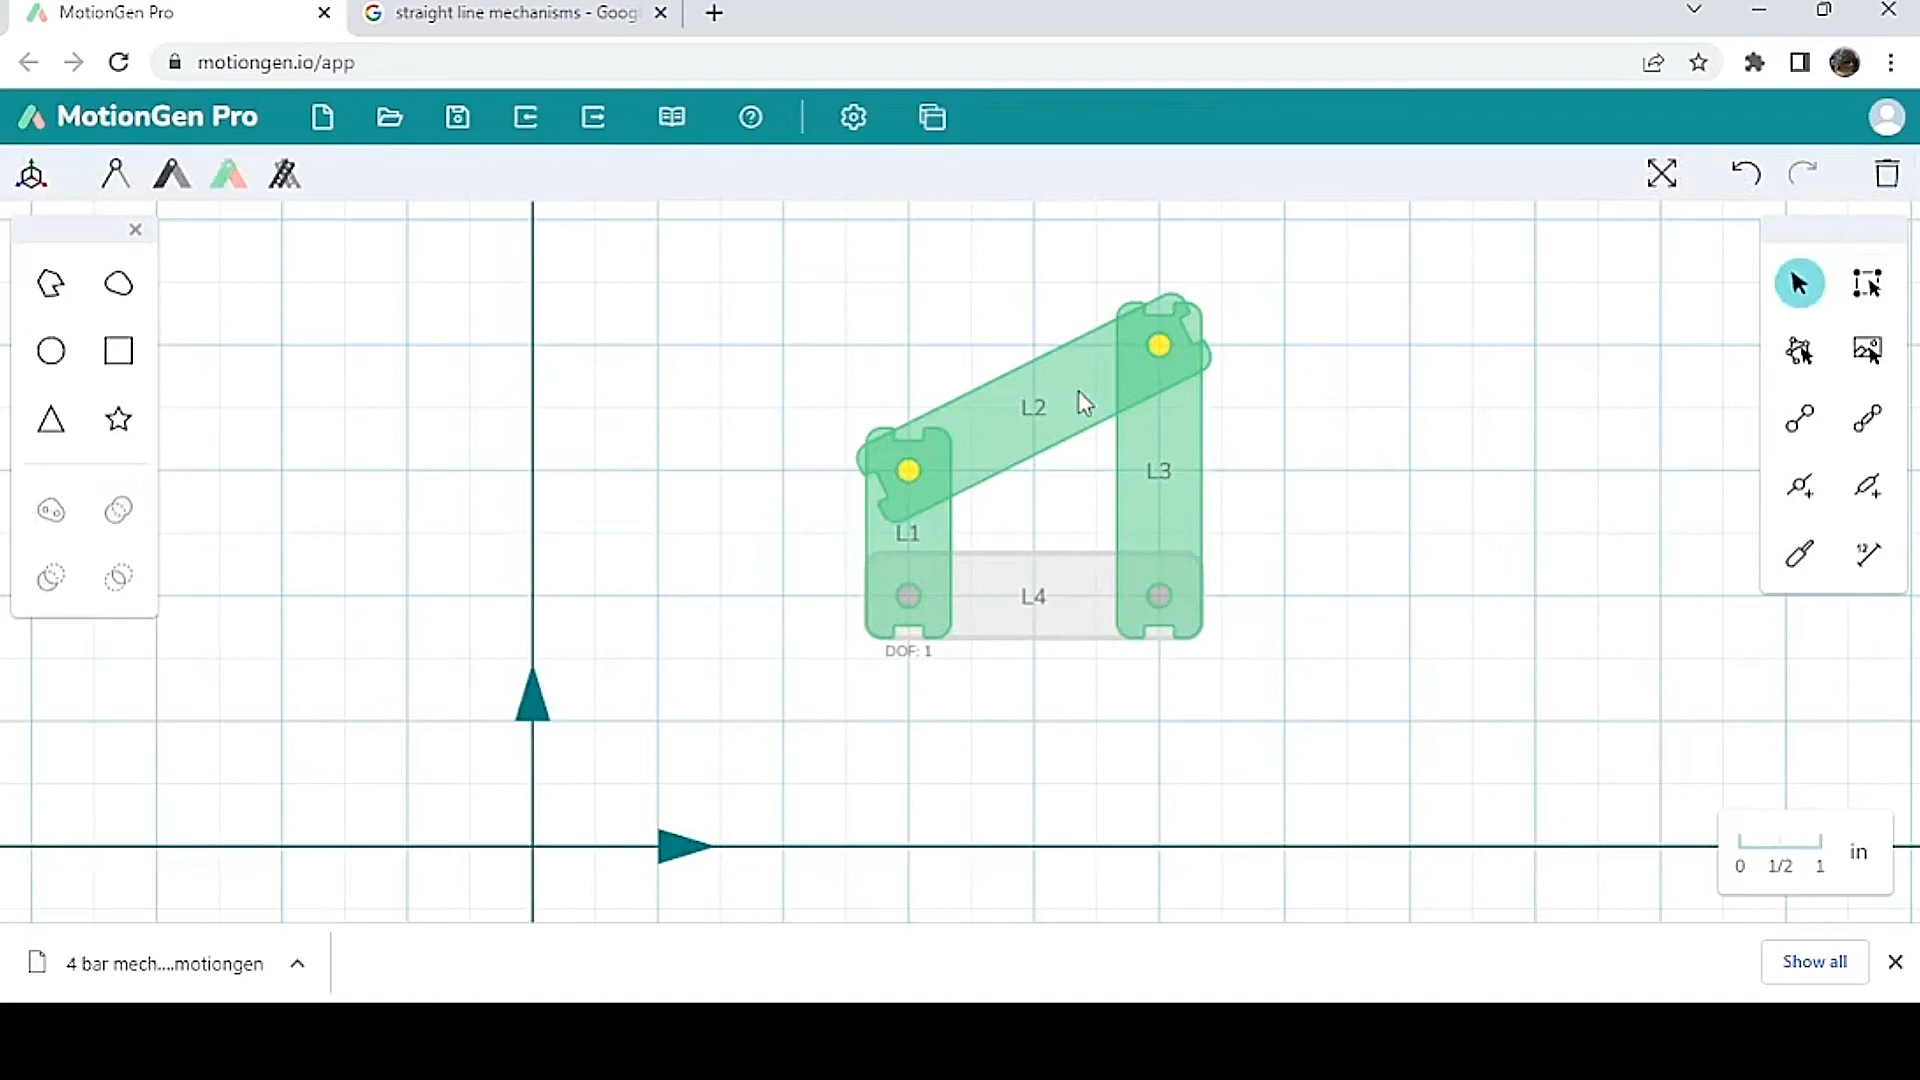 MotionGen Pro
straight line mechanisms - Goog
motiongen.io/app
MotionGen Pro
L2
L3
L1
L4
DOF: 1
0 1/2 1 in
4 bar mech....motiongen
Show all